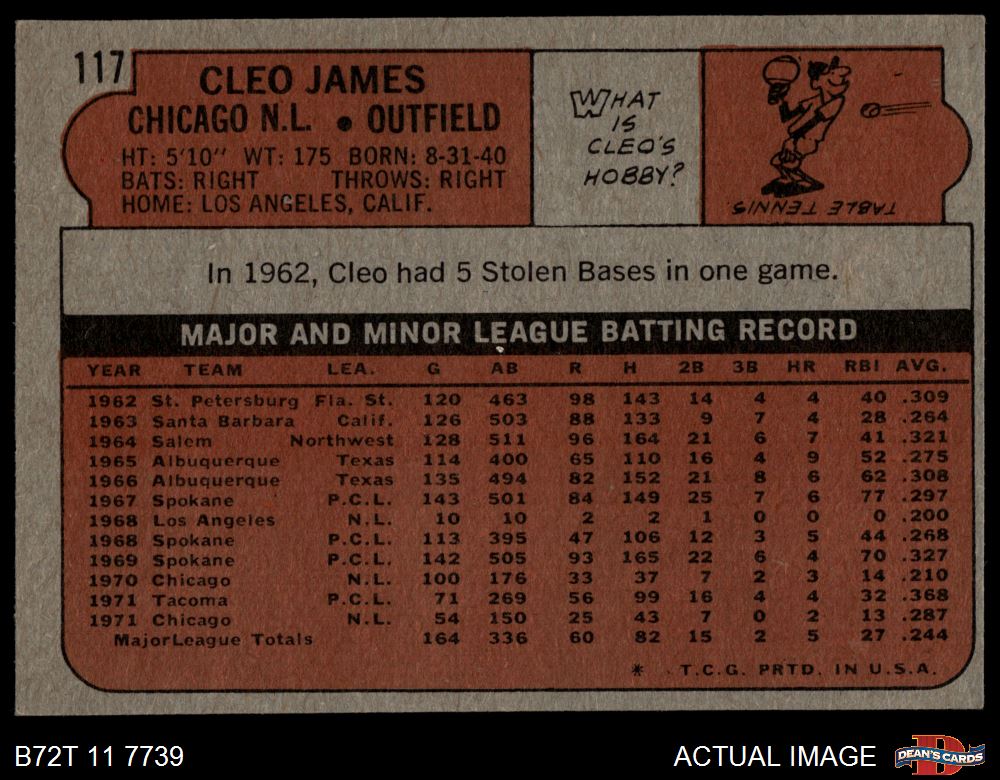 117
CLEO JAMES
CHICAGO N.L. • OUTFIELD
HT: 5'10" WT: 175 BORN: 8-31-40
BATS: RIGHT THROWS: RIGHT
HOME: LOS ANGELES, CALIF.
WHAT
IS
CLEO'S
HOBBY?
TABLE TENNIS
In 1962, Cleo had 5 Stolen Bases in one game.
MAJOR AND MINOR LEAGUE BATTING RECORD
YEAR TEAM LEA. G AB R H 2B 3B HR RBI AVG.
1962 St. Petersburg Fla. St. 120 463 98 143 14 4 4 40 .309
1963 Santa Barbara Calif. 126 503 88 133 9 7 4 28 .264
1964 Salem Northwest 128 511 96 164 21 6 7 41 .321
1965 Albuquerque Texas 114 400 65 110 16 4 9 52 .275
1966 Albuquerque Texas 135 494 82 152 21 8 6 62 .308
1967 Spokane P.C.L. 143 501 84 149 25 7 6 77 .297
1968 Los Angeles N.L. 10 10 2 2 1 0 0 0 .200
1968 Spokane P.C.L. 113 395 47 106 12 3 5 44 .268
1969 Spokane P.C.L. 142 505 93 165 22 6 4 70 .327
1970 Chicago N.L. 100 176 33 37 7 2 3 14 .210
1971 Tacoma P.C.L. 71 269 56 99 16 4 4 32 .368
1971 Chicago N.L. 54 150 25 43 7 0 2 13 .287
Major League Totals 164 336 60 82 15 2 5 27 .244
* T.C.G. PRTD. IN U.S.A.
B72T 11 7739
ACTUAL IMAGE
DEAN'S CARDS